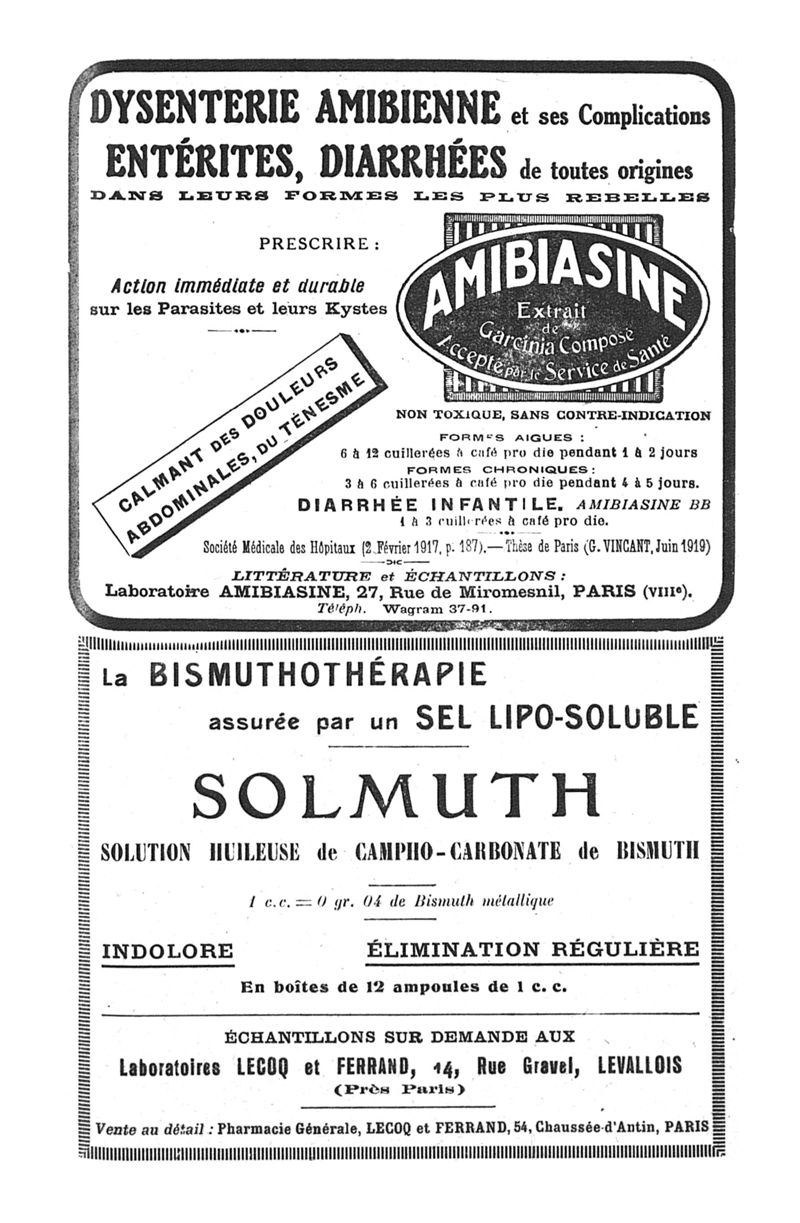 DYSENTERIE AMIBIENNE et ses Complications
ENTÉRITES, DIARRHÉES de toutes origines
DANS LEURS FORMES LES PLUS REBELLES
PRESCRIRE :
Action immédiate et durable
sur les Parasites et leurs Kystes
AMIBIASINE
Extrait
de
Garcinia Composé
Accepté par le Service de Santé
CALMANT DES DOULEURS
ABDOMINALES, DU TÉNESME
NON TOXIQUE, SANS CONTRE-INDICATION
FORMES AIGUES :
6 à 12 cuillerées à café pro die pendant 1 à 2 jours
FORMES CHRONIQUES :
3 à 6 cuillerées à café pro die pendant 4 à 5 jours.
DIARRHÉE INFANTILE. AMIBIASINE BB
1 à 3 cuillerées à café pro die.
Société Médicale des Hôpitaux (2 Février 1917, p. 187).— Thèse de Paris (G. VINCANT, Juin 1919)
LITTÉRATURE et ÉCHANTILLONS :
Laboratoire AMIBIASINE, 27, Rue de Miromesnil, PARIS (VIIIe).
Téléph. Wagram 37-91.
La BISMUTHOTHÉRAPIE
assurée par un SEL LIPO-SOLUBLE
SOLMUTH
SOLUTION HUILEUSE de CAMPHO-CARBONATE de BISMUTH
1 c.c. = 0 gr. 04 de Bismuth métallique
INDOLORE ÉLIMINATION RÉGULIÈRE
En boîtes de 12 ampoules de 1 c. c.
ÉCHANTILLONS SUR DEMANDE AUX
Laboratoires LECOQ et FERRAND, 14, Rue Gravel, LEVALLOIS
(Près Paris)
Vente au détail : Pharmacie Générale, LECOQ et FERRAND, 54, Chaussée-d'Antin, PARIS